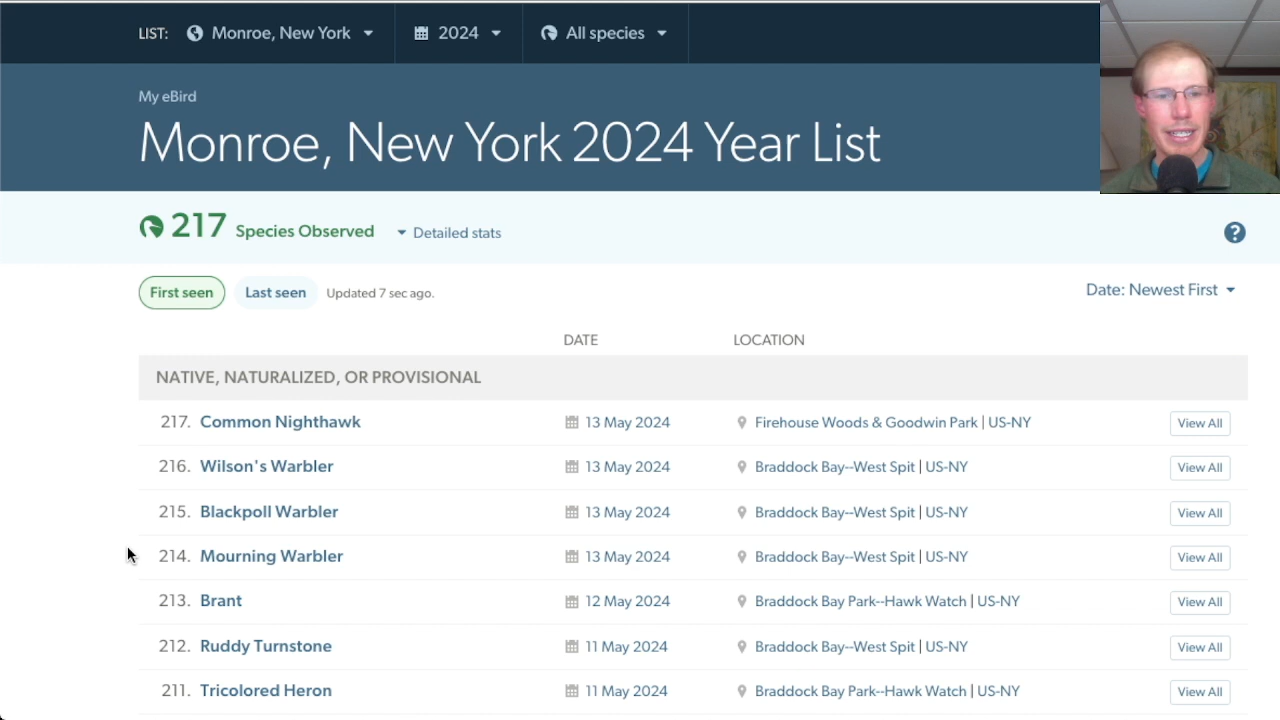 LIST: Monroe, New York 2024 All species
My eBird
Monroe, New York 2024 Year List
217 Species Observed Detailed stats ?
First seen Last seen Updated 7 sec ago. Date: Newest First
DATE LOCATION
NATIVE, NATURALIZED, OR PROVISIONAL
217. Common Nighthawk 13 May 2024 Firehouse Woods & Goodwin Park | US-NY View All
216. Wilson's Warbler 13 May 2024 Braddock Bay--West Spit | US-NY View All
215. Blackpoll Warbler 13 May 2024 Braddock Bay--West Spit | US-NY View All
214. Mourning Warbler 13 May 2024 Braddock Bay--West Spit | US-NY View All
213. Brant 12 May 2024 Braddock Bay Park--Hawk Watch | US-NY View All
212. Ruddy Turnstone 11 May 2024 Braddock Bay--West Spit | US-NY View All
211. Tricolored Heron 11 May 2024 Braddock Bay Park--Hawk Watch | US-NY View All